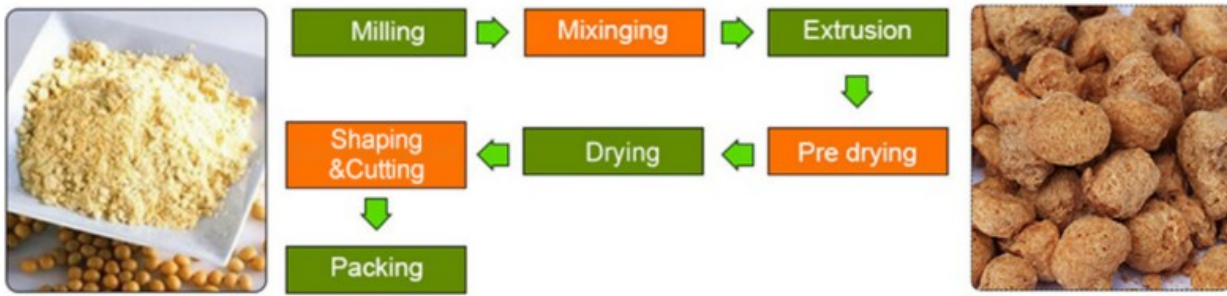 Milling
Mixinging
Extrusion
Pre drying
Drying
Shaping
&Cutting
Packing